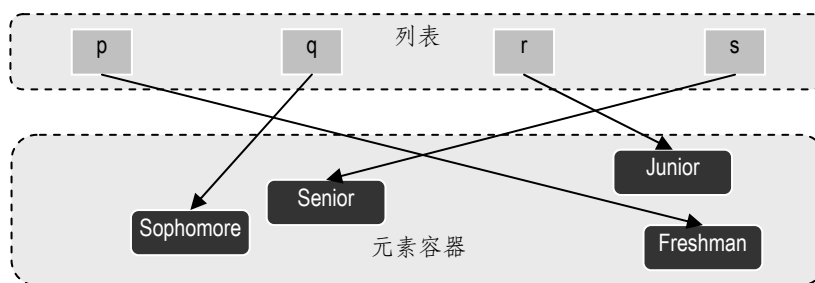 p q 列表 r s
Junior
Senior
Sophomore
元素容器
Freshman